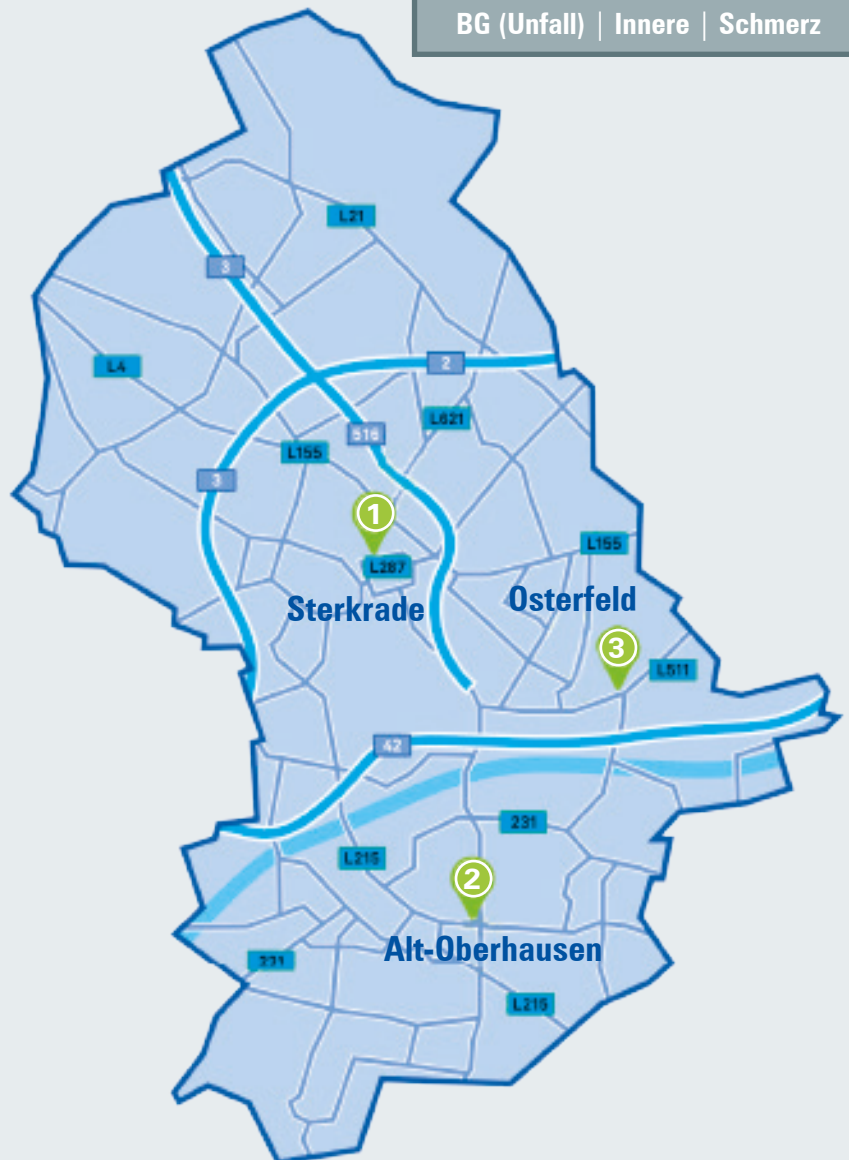 BG (Unfall) | Innere | Schmerz
L21
3
L4
2
L621
516
L155
3
1
L287
L155
Sterkrade
Osterfeld
3
L511
42
231
L215
2
Alt-Oberhausen
231
L215